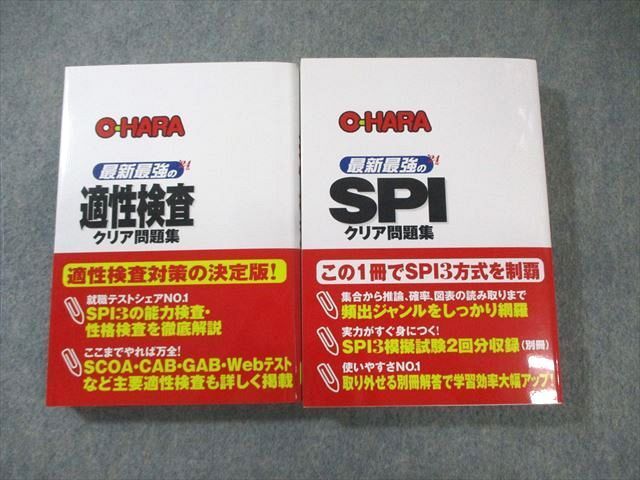 O-HARA
最新最強の '24
適性検査
クリア問題集
適性検査対策の決定版!
就職テストシェアNO.1
SPI3の能力検査・
性格検査を徹底解説
ここまでやれば万全!
SCOA・CAB・GAB・Webテスト
など主要適性検査も詳しく掲載
O-HARA
最新最強の '24
SPI
クリア問題集
この1冊でSPI3方式を制覇
集合から推論、確率、図表の読み取りまで
頻出ジャンルをしっかり網羅
実力がすぐ身につく!
SPI3模擬試験2回分収録(別冊)
使いやすさNO.1
取り外せる別冊解答で学習効率大幅アップ!